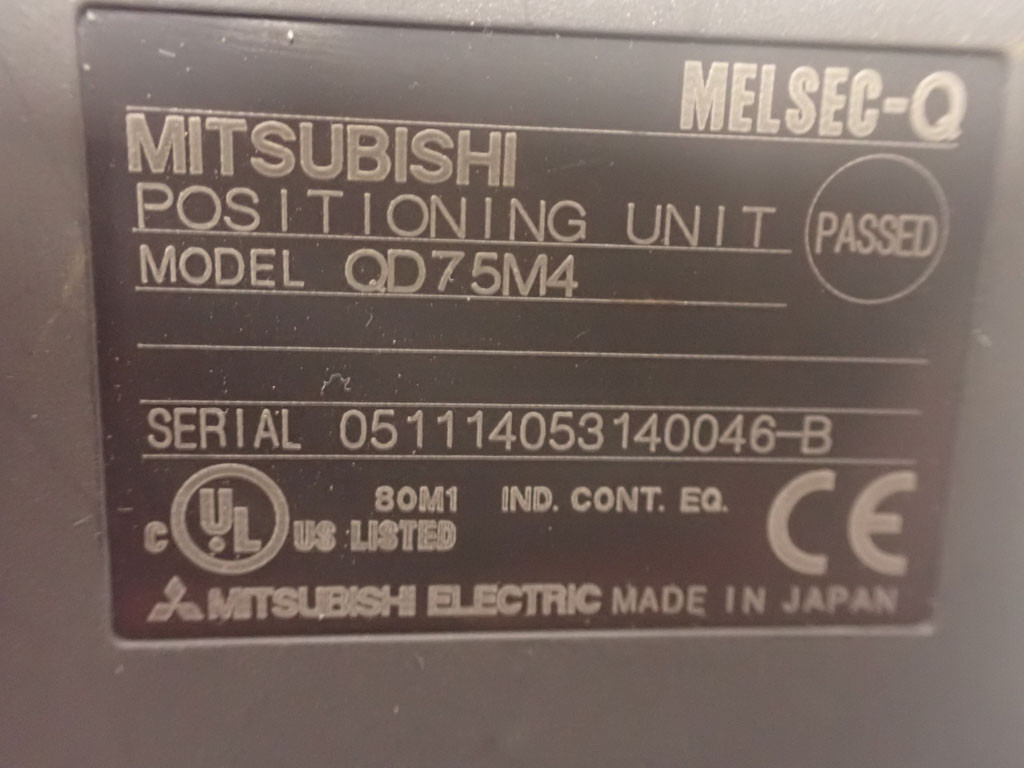 MELSEC-Q
MITSUBISHI
POSITIONING UNIT
PASSED
MODEL QD75M4
SERIAL 051114053140046-B
C UL US LISTED
80M1 IND. CONT. EQ.
CE
MITSUBISHI ELECTRIC MADE IN JAPAN